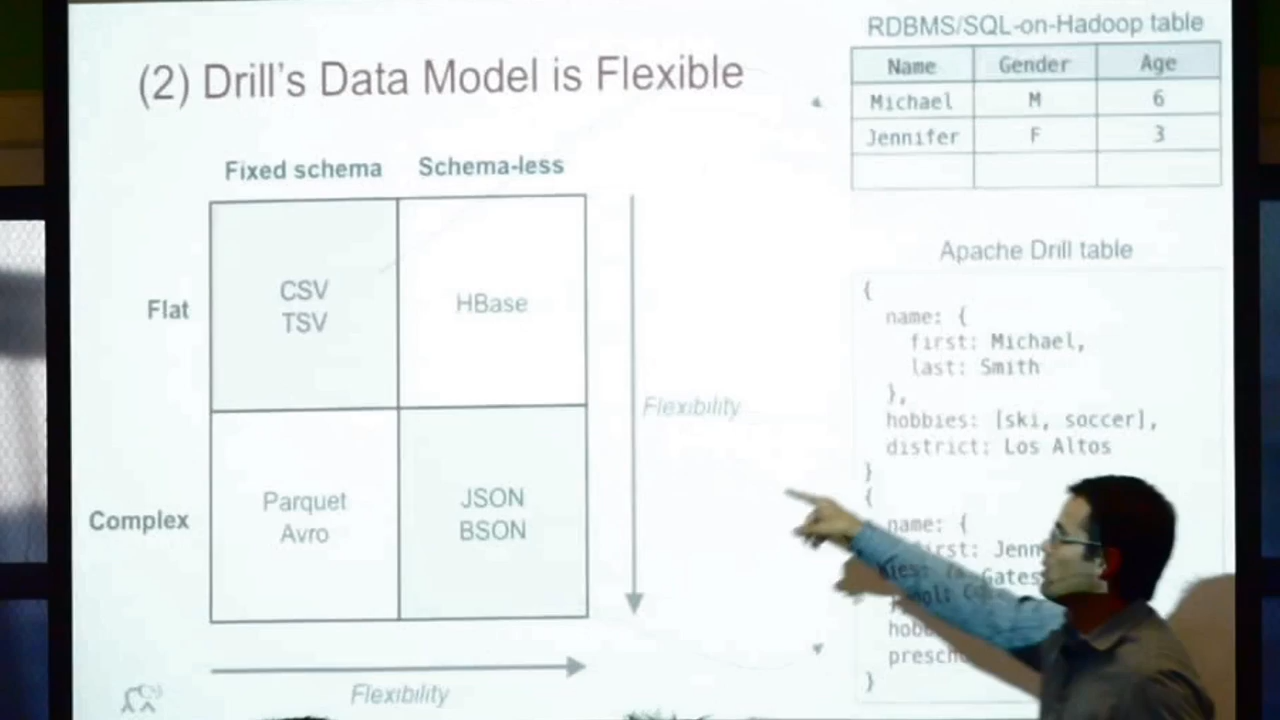 (2) Drill's Data Model is Flexible
Fixed schema
Schema-less
Flat
CSV
TSV
HBase
Complex
Parquet
Avro
JSON
BSON
Flexibility
Flexibility
RDBMS/SQL-on-Hadoop table
Name Gender Age
Michael M 6
Jennifer F 3
Apache Drill table
{
name: {
first: Michael,
last: Smith
},
hobbies: [ski, soccer],
district: Los Altos
}
{
name: {
Gates
}